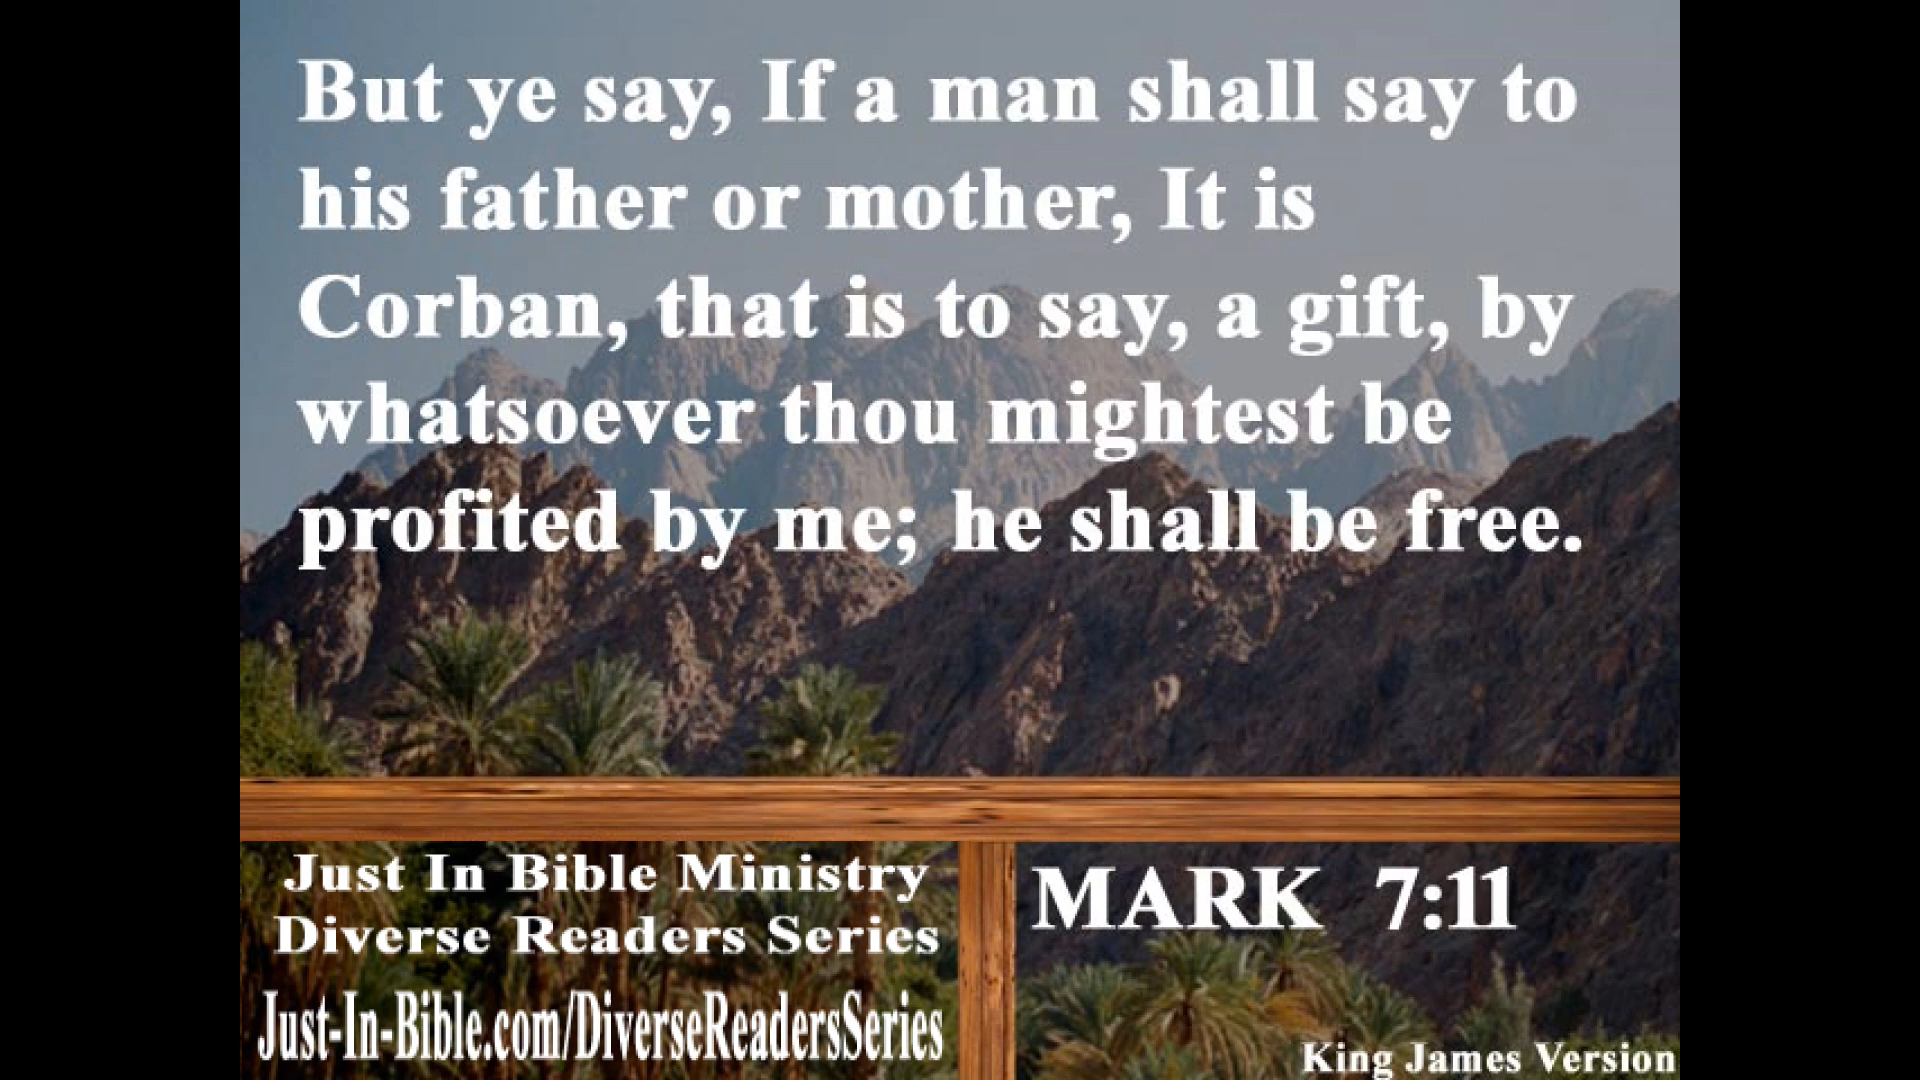 But ye say, If a man shall say to
his father or mother, It is
Corban, that is to say, a gift, by
whatsoever thou mightest be
profited by me; he shall be free.
Just In Bible Ministry
Diverse Readers Series
Just-In-Bible.com/DiverseReadersSeries
MARK 7:11
King James Version